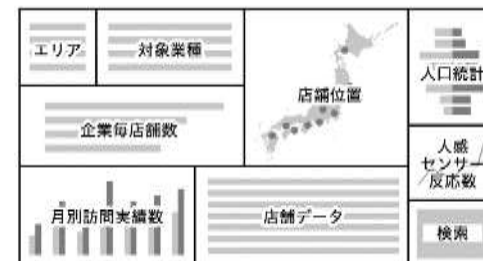 エリア
対象業種
店舗位置
人口統計
企業毎店舗数
人感
センサー
反応数
月別訪問実績数
店舗データ
検索